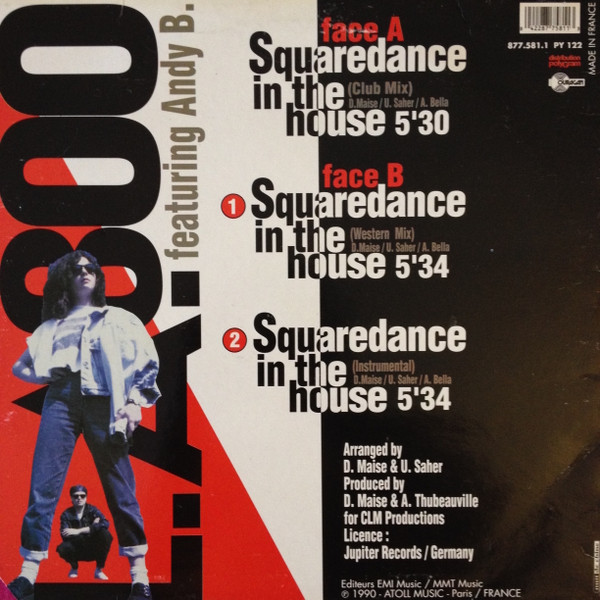 L.A. 800
featuring Andy B.
face A
Squaredance
in the (Club Mix)
D.Maise / U. Saher / A. Bella
house 5'30
face B
1 Squaredance
in the (Western Mix)
D.Maise / U. Saher / A. Bella
house 5'34
2 Squaredance
in the (Instrumental)
D.Maise / U. Saher / A. Bella
house 5'34
Arranged by
D. Maise & U. Saher
Produced by
D. Maise & A. Thubeauville
for CLM Productions
Licence :
Jupiter Records / Germany
Editeurs EMI Music / MMT Music
℗ 1990 - ATOLL MUSIC - Paris / FRANCE
877.581.1 PY 122
distribution
polygram
MADE IN FRANCE